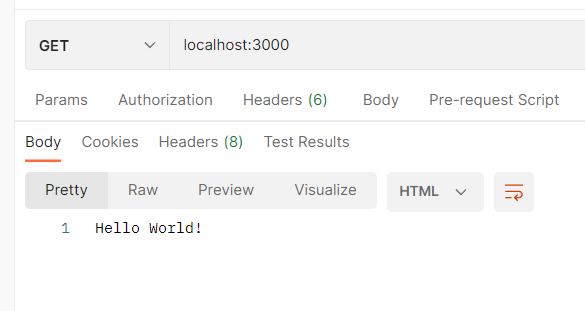 GET localhost:3000
Params Authorization Headers (6) Body Pre-request Script
Body Cookies Headers (8) Test Results
Pretty Raw Preview Visualize HTML
1 Hello World!